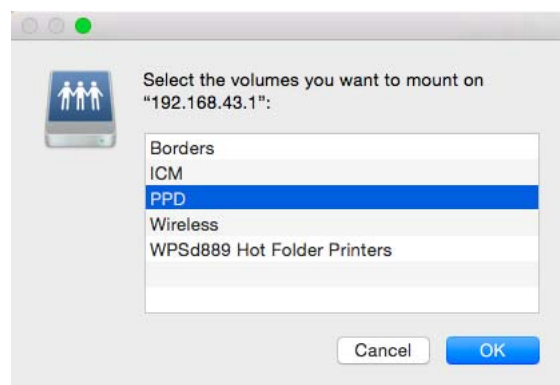 Select the volumes you want to mount on
“192.168.43.1”:
Borders
ICM
PPD
Wireless
WPSd889 Hot Folder Printers
Cancel
OK